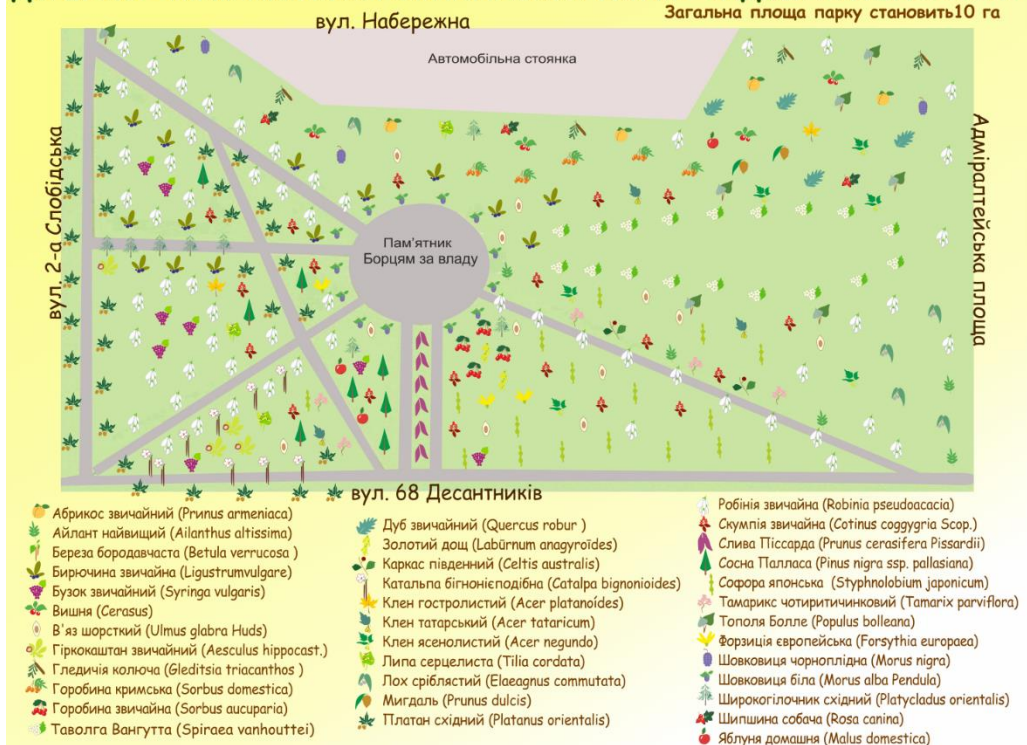 Загальна площа парку становить10 га
вул. Набережна
Автомобільна стоянка
вул. 2-а Слобідська
Адміралтейська площа
Пам'ятник
Борцям за владу
вул. 68 Десантників
Абрикос звичайний (Prunus armeniaca)
Айлант найвищий (Ailanthus altissima)
Береза бородавчаста (Betula verrucosa )
Бирючина звичайна (Ligustrumvulgare)
Бузок звичайний (Syringa vulgaris)
Вишня (Cerasus)
В'яз шорсткий (Ulmus glabra Huds)
Гіркокаштан звичайний (Aesculus hippocast.)
Гледичія колюча (Gleditsia triacanthos )
Горобина кримська (Sorbus domestica)
Горобина звичайна (Sorbus aucuparia)
Таволга Вангутта (Spiraea vanhouttei)
Дуб звичайний (Quercus robur )
Золотий дощ (Labūrnum anagyroīdes)
Каркас південний (Celtis australis)
Катальпа бігнонієподібна (Catalpa bignonioides)
Клен гостролистий (Acer platanoídes)
Клен татарський (Acer tataricum)
Клен ясенолистий (Acer negundo)
Липа серцелиста (Tilia cordata)
Лох сріблястий (Elaeagnus commutata)
Мигдаль (Prunus dulcis)
Платан східний (Platanus orientalis)
Робінія звичайна (Robinia pseudoacacia)
Скумпія звичайна (Cotinus coggygria Scop.)
Слива Піссарда (Prunus cerasifera Pissardii)
Сосна Палласа (Pinus nigra ssp. pallasiana)
Софора японська (Styphnolobium japonicum)
Тамарикс чотиритичинковий (Tamarix parviflora)
Тополя Болле (Populus bolleana)
Форзиція європейська (Forsythia europaea)
Шовковиця чорноплідна (Morus nigra)
Шовковиця біла (Morus alba Pendula)
Широкогілочник східний (Platycladus orientalis)
Шипшина собача (Rosa canina)
Яблуня домашня (Malus domestica)